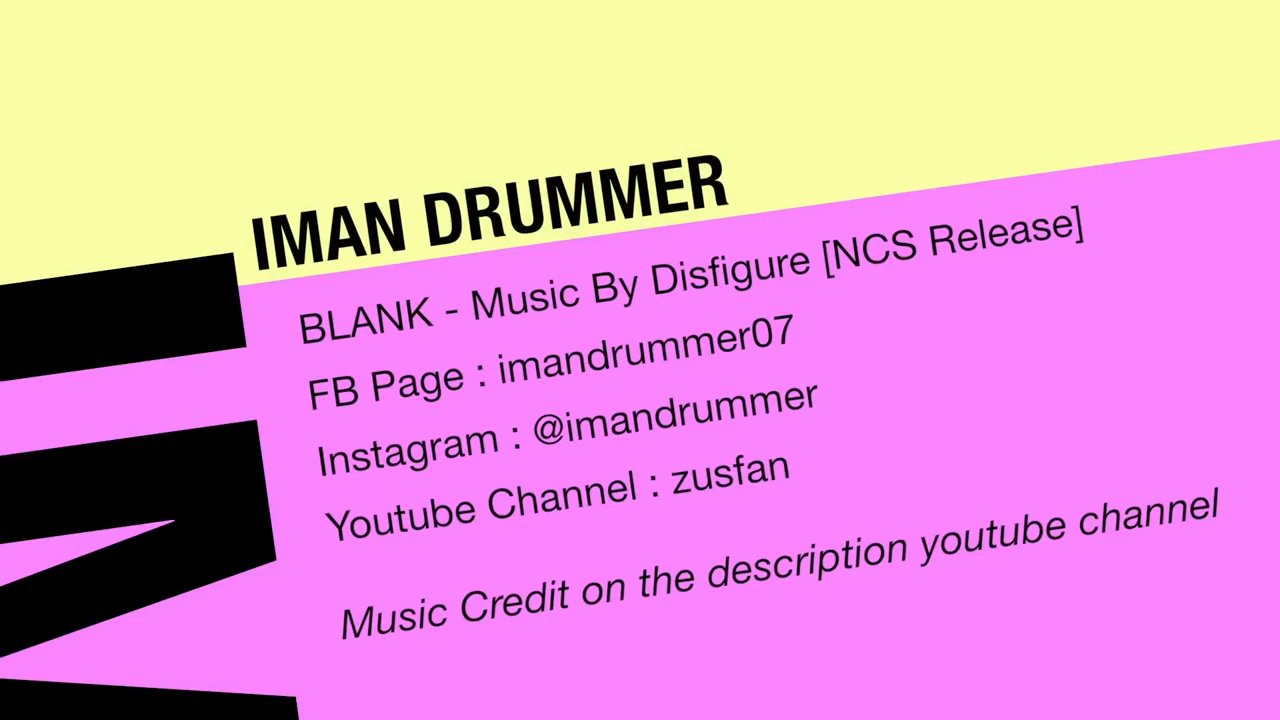 IMAN DRUMMER
BLANK - Music By Disfigure [NCS Release]
FB Page : imandrummer07
Instagram : @imandrummer
Youtube Channel : zusfan
Music Credit on the description youtube channel